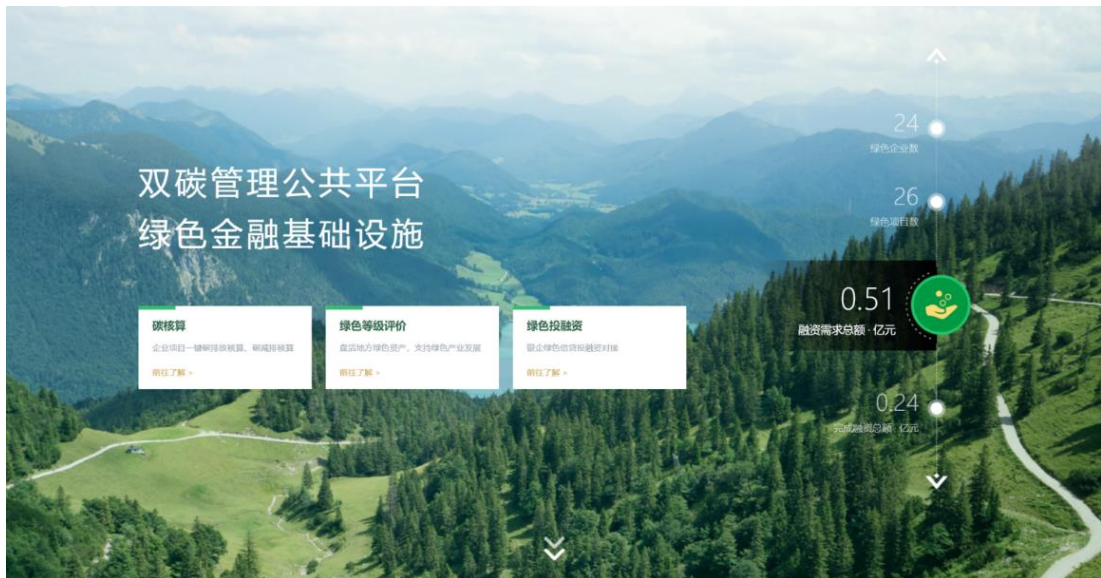 双碳管理公共平台
绿色金融基础设施
碳核算
企业项目一键碳排放核算、碳减排核算
前往了解 >
绿色等级评价
盘活地方绿色资产，支持绿色产业发展
前往了解 >
绿色投融资
银企绿色信贷投融资对接
前往了解 >
24
绿色企业数
26
绿色项目数
0.51
融资需求总额 · 亿元
0.24
完成融资总额 · 亿元